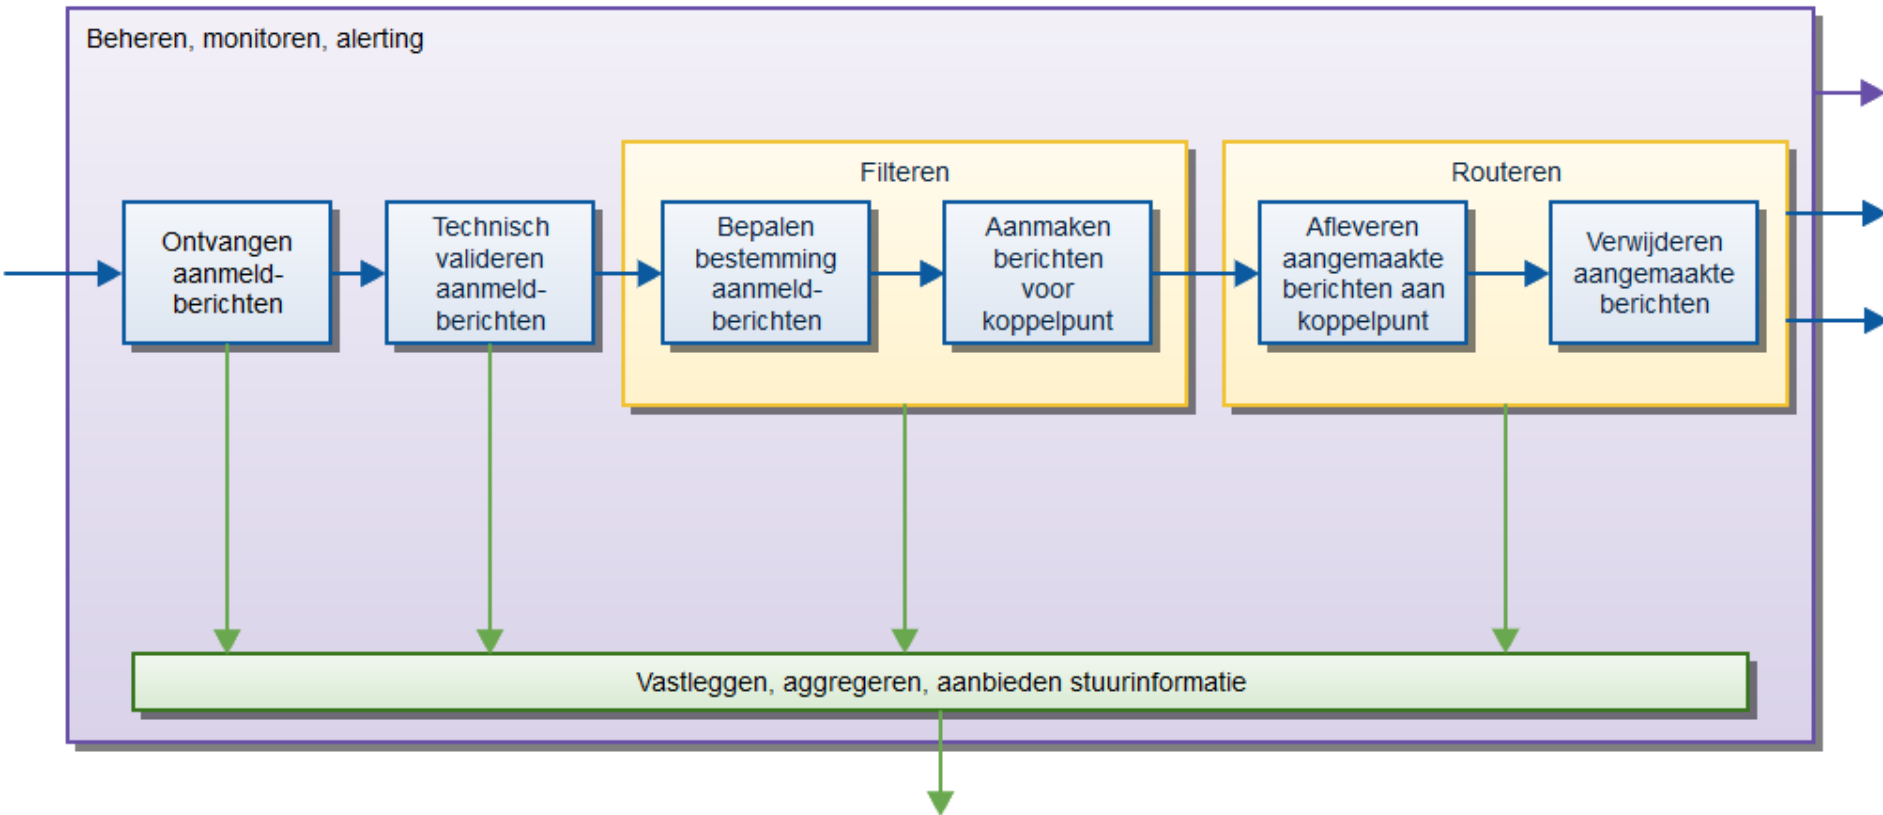 Beheren, monitoren, alerting
Filteren
Routeren
Ontvangen
aanmeld-
berichten
Technisch
valideren
aanmeld-
berichten
Bepalen
bestemming
aanmeld-
berichten
Aanmaken
berichten
voor
koppelpunt
Afleveren
aangemaakte
berichten aan
koppelpunt
Verwijderen
aangemaakte
berichten
Vastleggen, aggregeren, aanbieden stuurinformatie